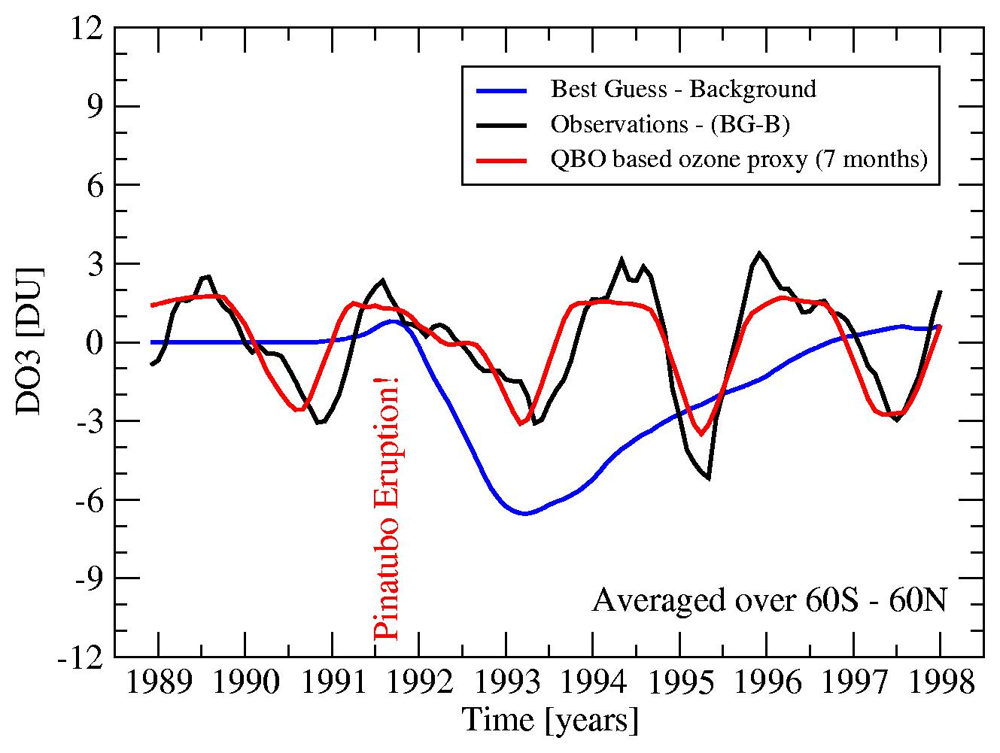 12
9
6
3
0
-3
-6
-9
-12
DO3 [DU]
Best Guess - Background
Observations - (BG-B)
QBO based ozone proxy (7 months)
Pinatubo Eruption!
Averaged over 60S - 60N
1989 1990 1991 1992 1993 1994 1995 1996 1997 1998
Time [years]